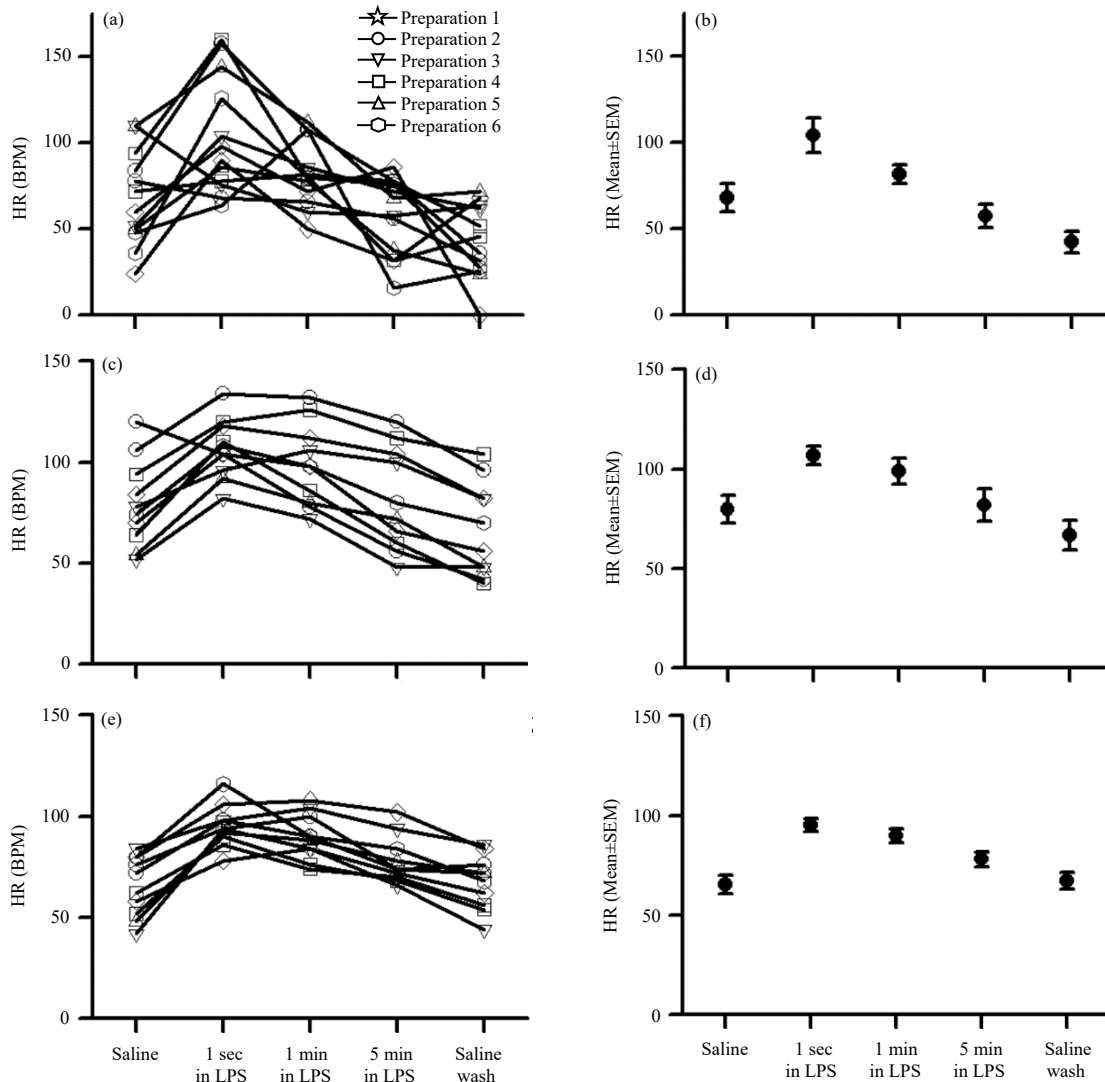 (a)
Preparation 1
Preparation 2
Preparation 3
Preparation 4
Preparation 5
Preparation 6
150
100
50
0
HR (BPM)
(b)
150
100
50
0
HR (Mean±SEM)
(c)
150
100
50
0
HR (BPM)
(d)
150
100
50
0
HR (Mean±SEM)
(e)
150
100
50
0
HR (BPM)
Saline
1 sec
in LPS
1 min
in LPS
5 min
in LPS
Saline
wash
(f)
150
100
50
0
HR (Mean±SEM)
Saline
1 sec
in LPS
1 min
in LPS
5 min
in LPS
Saline
wash